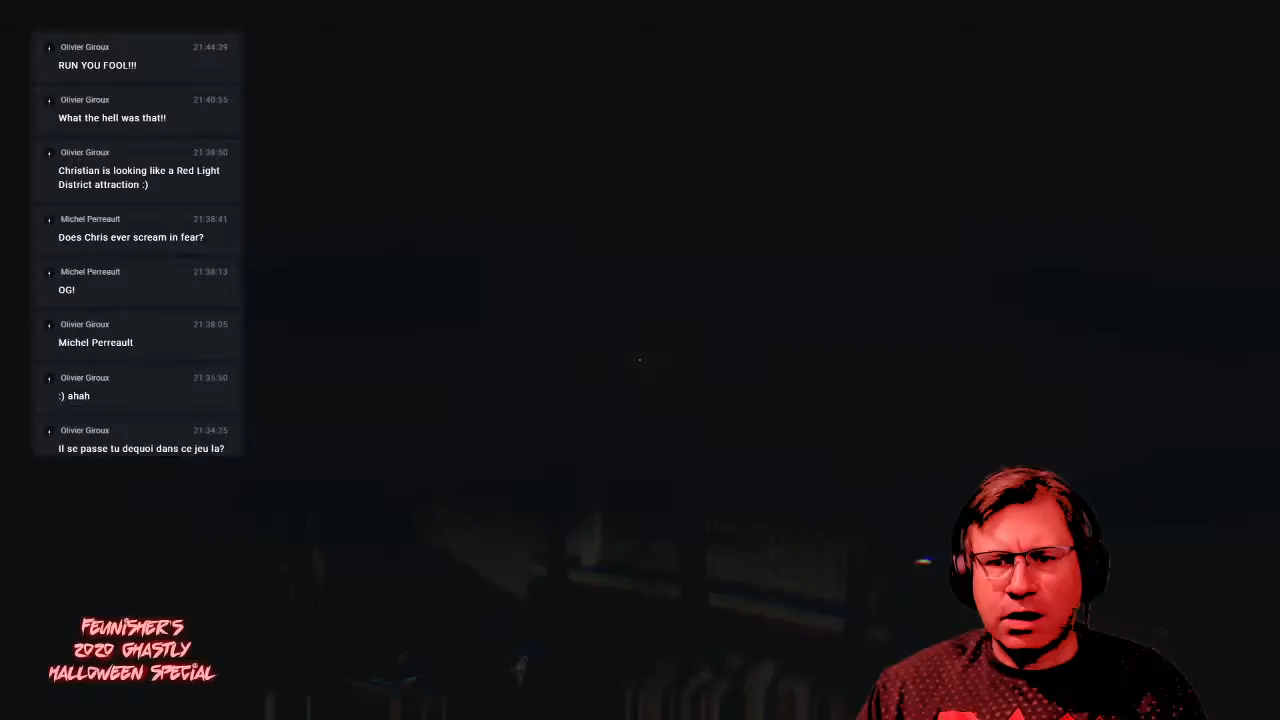 Olivier Giroux 21:44:39
RUN YOU FOOL!!!
Olivier Giroux 21:40:55
What the hell was that!!
Olivier Giroux 21:38:50
Christian is looking like a Red Light
District attraction :)
Michel Perreault 21:38:41
Does Chris ever scream in fear?
Michel Perreault 21:38:13
OG!
Olivier Giroux 21:38:05
Michel Perreault
Olivier Giroux 21:35:50
:) ahah
Olivier Giroux 21:34:25
Il se passe tu dequoi dans ce jeu la?
FEUNISHER'S
2020 GHASTLY
HALLOWEEN SPECIAL